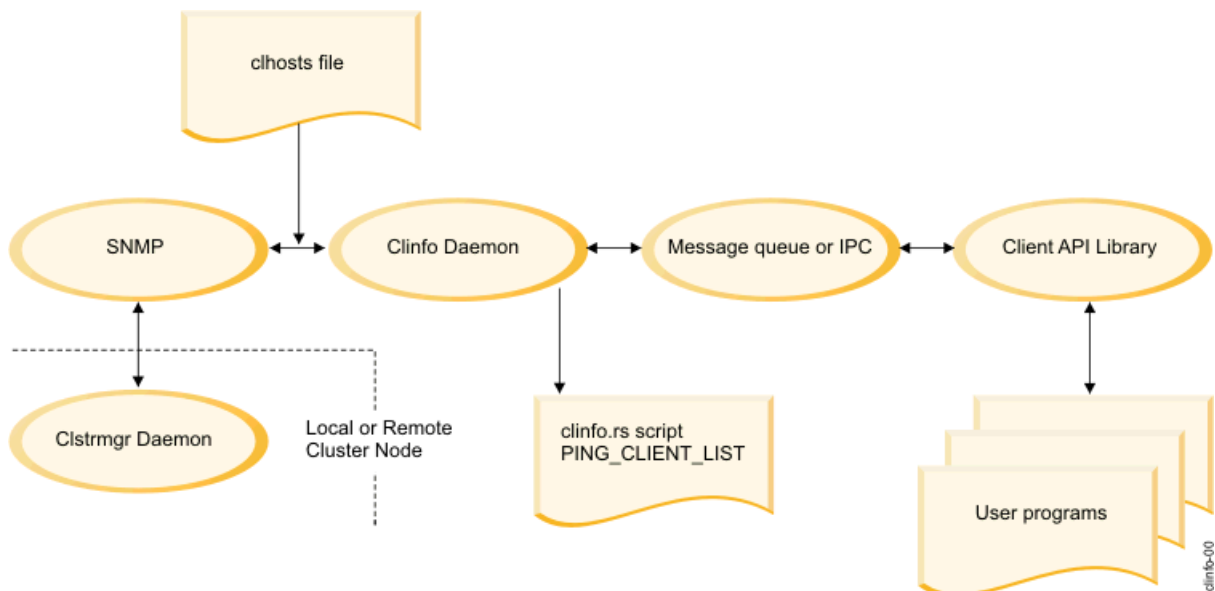 clhosts file
SNMP
Clinfo Daemon
Message queue or IPC
Client API Library
Clstrmgr Daemon
Local or Remote
Cluster Node
clinfo.rs script
PING_CLIENT_LIST
User programs
clinfo-00